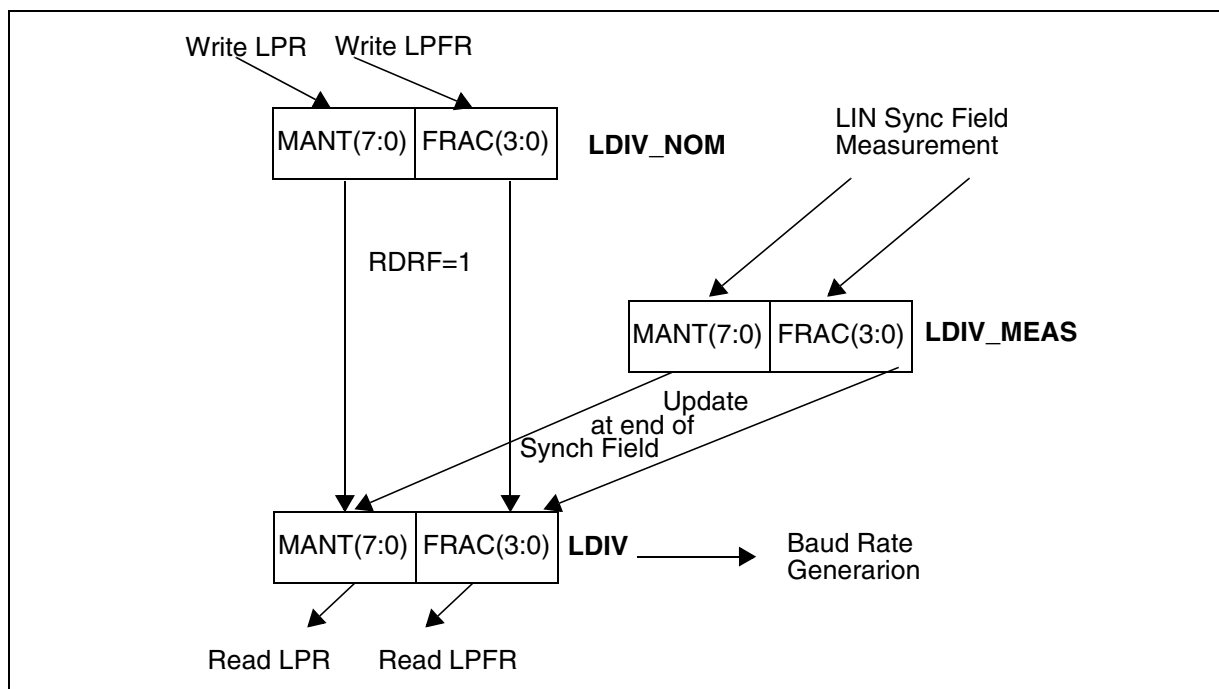 Write LPR Write LPFR
MANT(7:0) FRAC(3:0) LDIV_NOM
LIN Sync Field
Measurement
RDRF=1
MANT(7:0) FRAC(3:0) LDIV_MEAS
Update
at end of
Synch Field
MANT(7:0) FRAC(3:0) LDIV
Baud Rate
Generarion
Read LPR Read LPFR